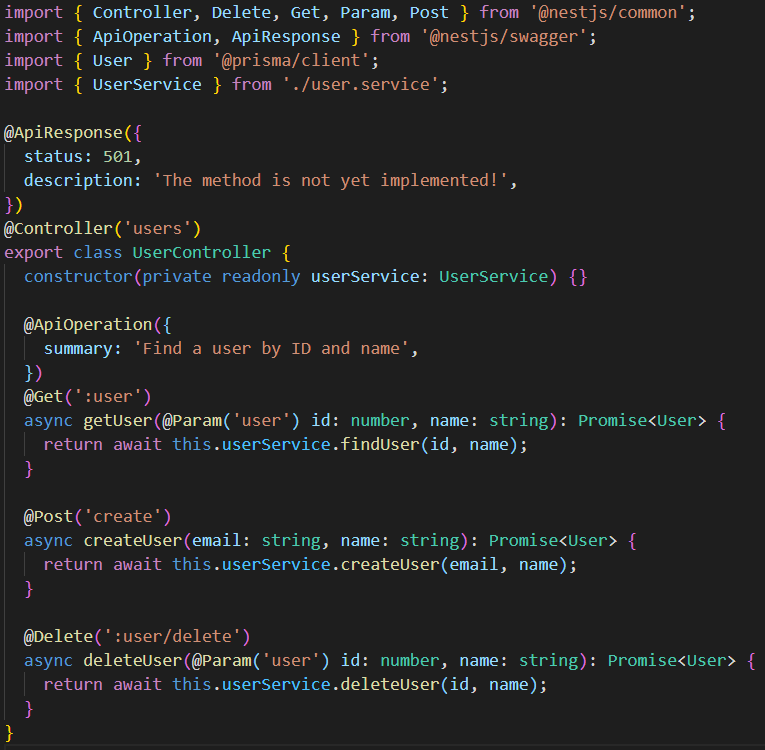 import { Controller, Delete, Get, Param, Post } from '@nestjs/common';
import { ApiOperation, ApiResponse } from '@nestjs/swagger';
import { User } from '@prisma/client';
import { UserService } from './user.service';

@ApiResponse({
  status: 501,
  description: 'The method is not yet implemented!',
})
@Controller('users')
export class UserController {
  constructor(private readonly userService: UserService) {}

  @ApiOperation({
    summary: 'Find a user by ID and name',
  })
  @Get(':user')
  async getUser(@Param('user') id: number, name: string): Promise<User> {
    return await this.userService.findUser(id, name);
  }

  @Post('create')
  async createUser(email: string, name: string): Promise<User> {
    return await this.userService.createUser(email, name);
  }

  @Delete(':user/delete')
  async deleteUser(@Param('user') id: number, name: string): Promise<User> {
    return await this.userService.deleteUser(id, name);
  }
}